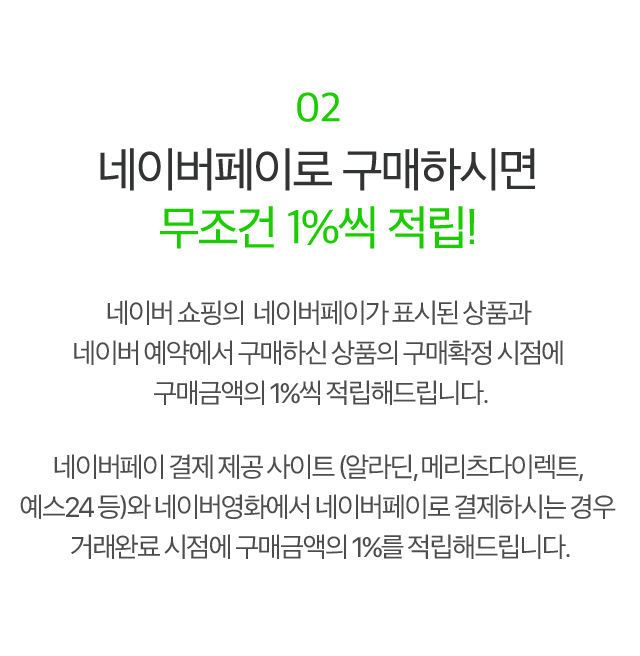 02
네이버페이로 구매하시면
무조건 1%씩 적립!
네이버 쇼핑의 네이버페이가 표시된 상품과
네이버 예약에서 구매하신 상품의 구매확정 시점에
구매금액의 1%씩 적립해드립니다.
네이버페이 결제 제공 사이트 (알라딘, 메리츠다이렉트,
예스24 등)와 네이버영화에서 네이버페이로 결제하시는 경우
거래완료 시점에 구매금액의 1%를 적립해드립니다.